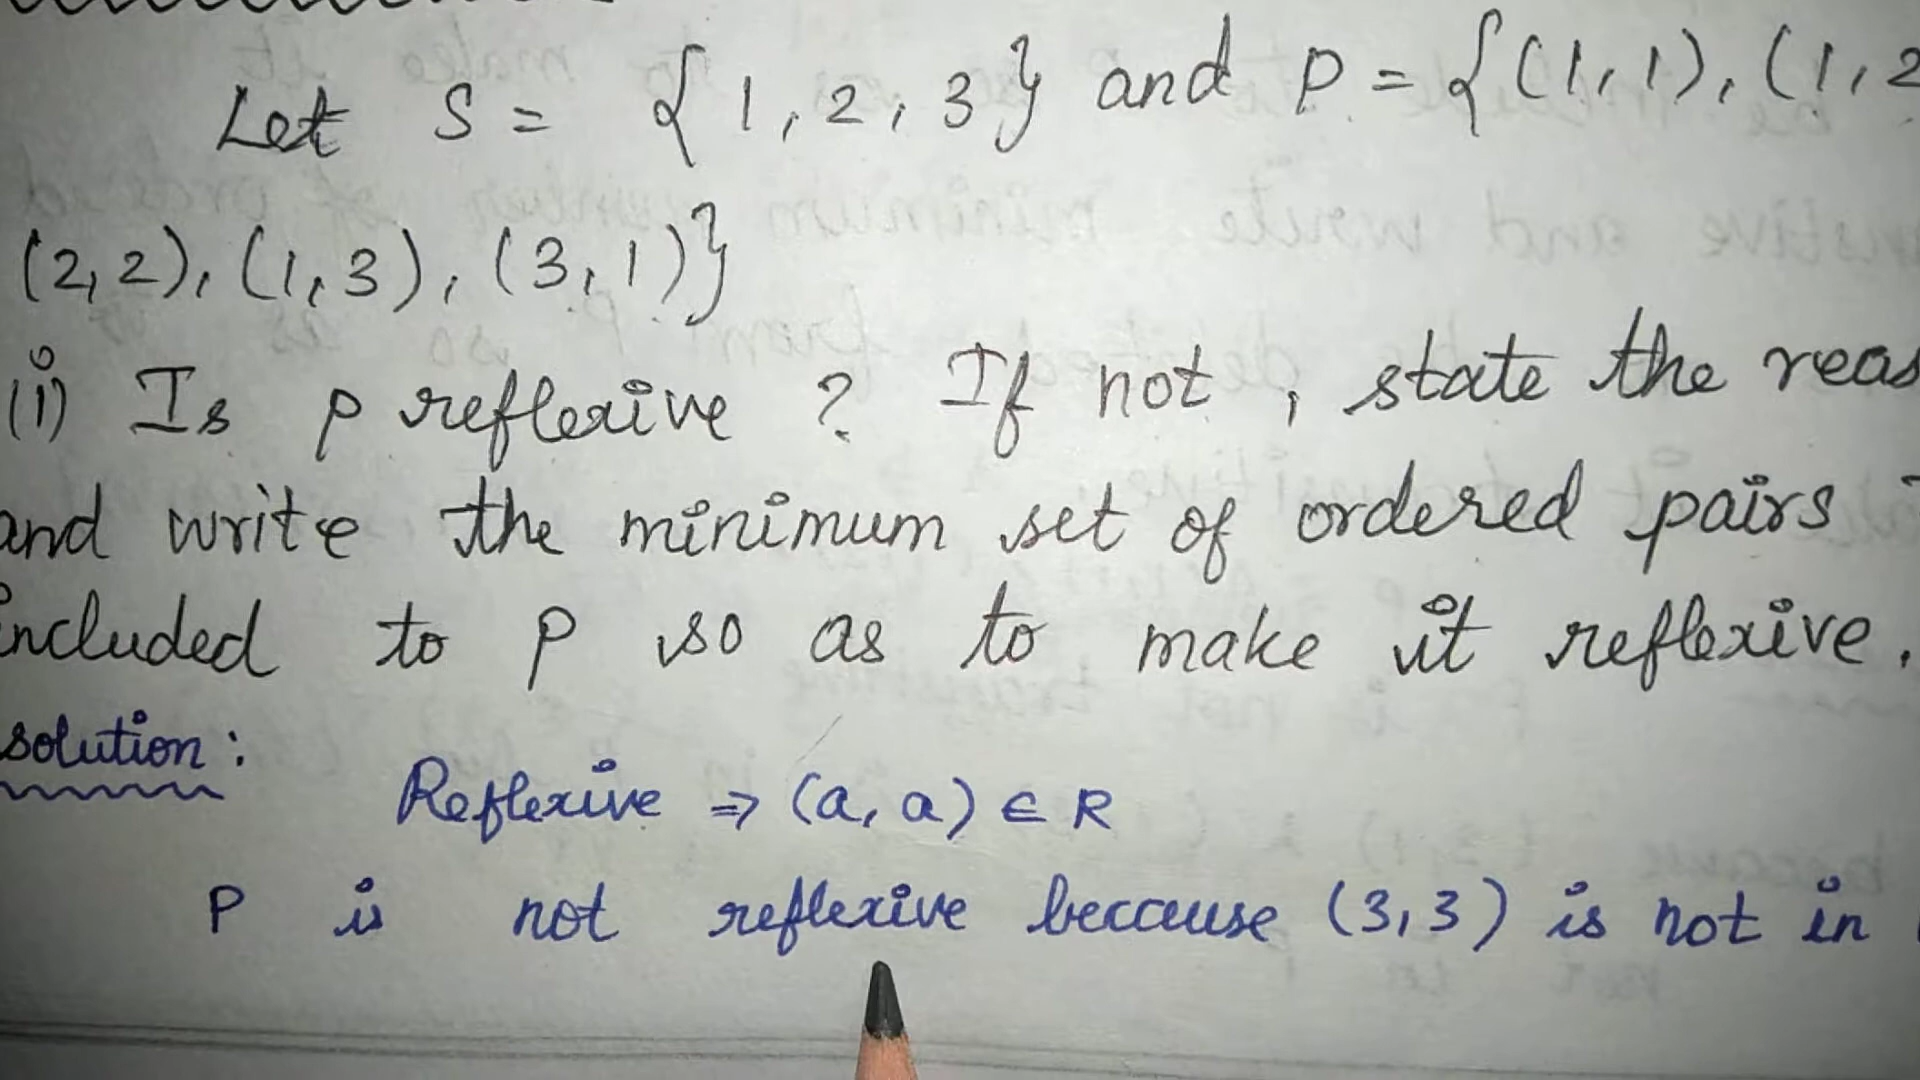 Let S = {1, 2, 3} and P = {(1,1), (1,2
(2,2), (1,3), (3,1)}
(i) Is P reflexive ? If not, state the reas
and write the minimum set of ordered pairs
included to P so as to make it reflexive.
solution:
Reflexive ⇒ (a, a) ∈ R
P is not reflexive because (3,3) is not in